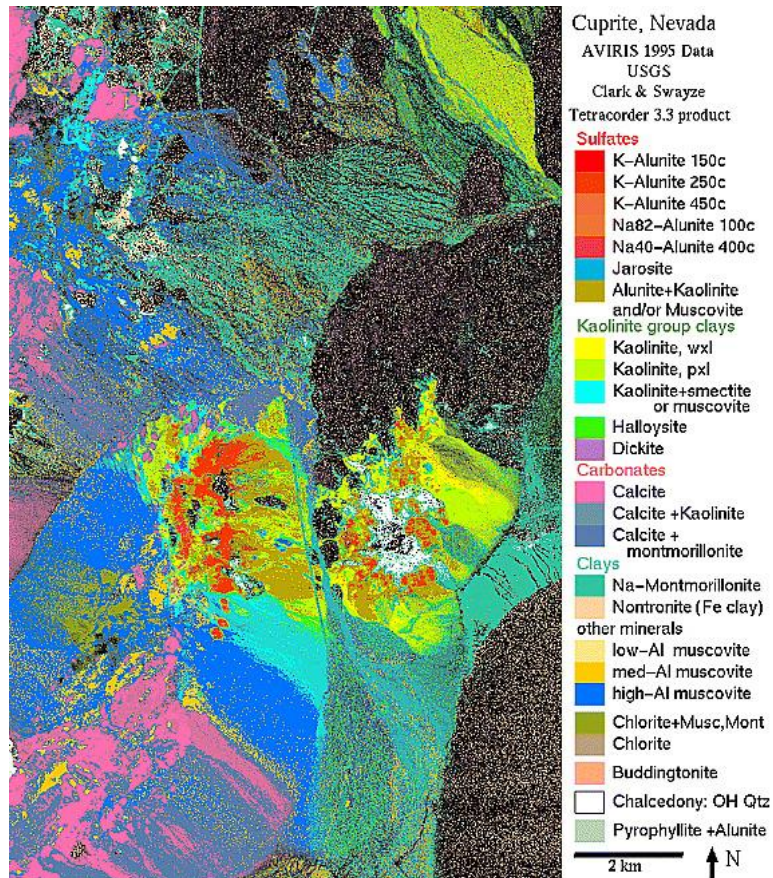 Cuprite, Nevada
AVIRIS 1995 Data
USGS
Clark & Swayze
Tetracorder 3.3 product
Sulfates
K–Alunite 150c
K–Alunite 250c
K–Alunite 450c
Na82–Alunite 100c
Na40–Alunite 400c
Jarosite
Alunite+Kaolinite
and/or Muscovite
Kaolinite group clays
Kaolinite, wxl
Kaolinite, pxl
Kaolinite+smectite
or muscovite
Halloysite
Dickite
Carbonates
Calcite
Calcite +Kaolinite
Calcite +
montmorillonite
Clays
Na–Montmorillonite
Nontronite (Fe clay)
other minerals
low–Al muscovite
med–Al muscovite
high–Al muscovite
Chlorite+Musc,Mont
Chlorite
Buddingtonite
Chalcedony: OH Qtz
Pyrophyllite +Alunite
2 km
N